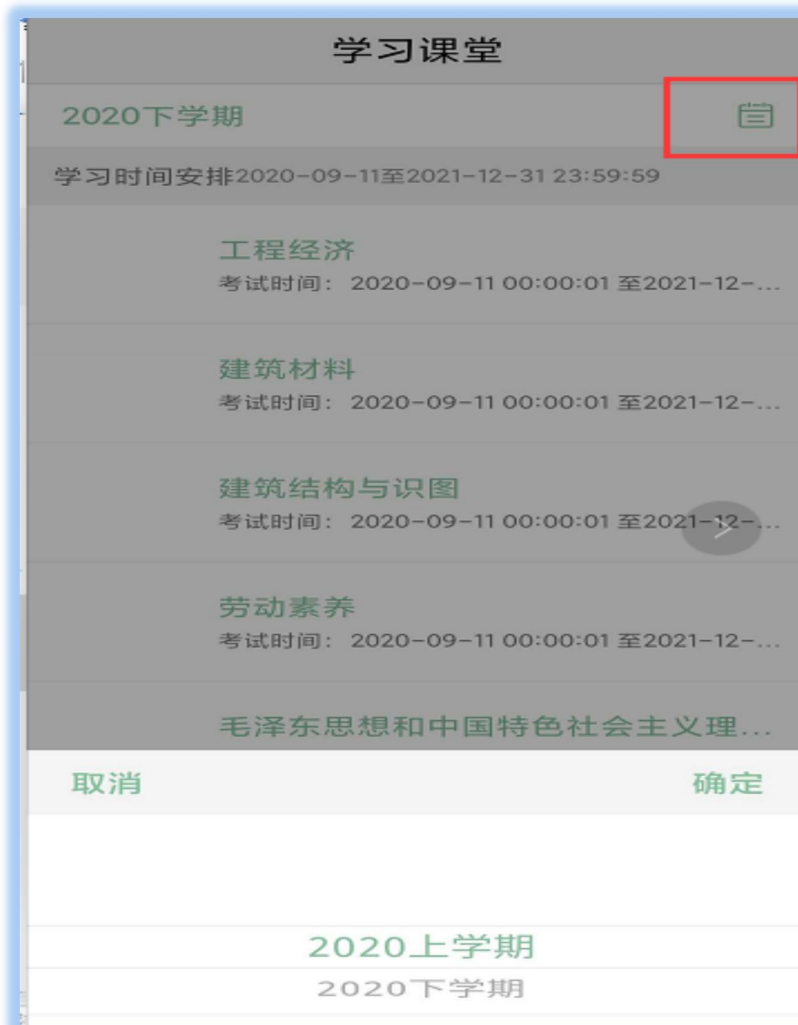 学习课堂
2020下学期
学习时间安排2020-09-11至2021-12-31 23:59:59
工程经济
考试时间: 2020-09-11 00:00:01 至2021-12-...
建筑材料
考试时间: 2020-09-11 00:00:01 至2021-12-...
建筑结构与识图
考试时间: 2020-09-11 00:00:01 至2021-12-...
劳动素养
考试时间: 2020-09-11 00:00:01 至2021-12-...
毛泽东思想和中国特色社会主义理...
取消
确定
2020上学期
2020下学期